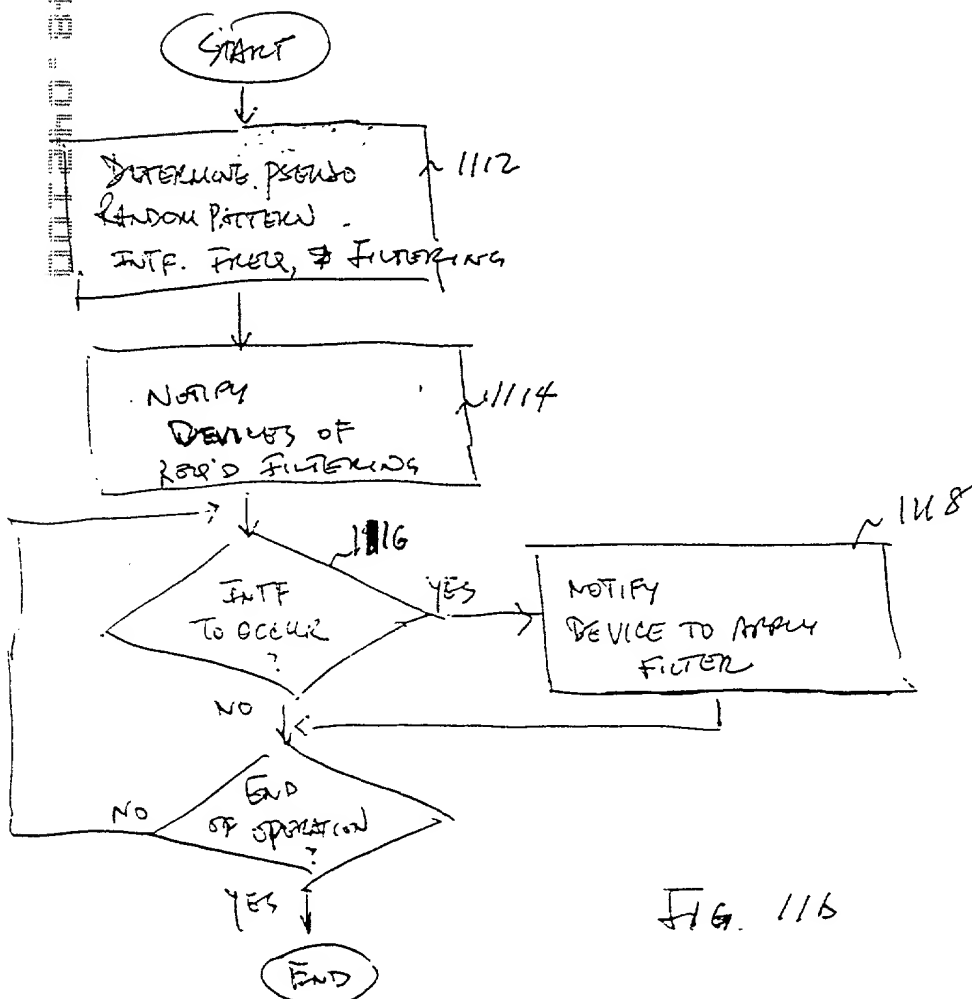 START
DETERMINE PSEUDO
RANDOM PATTERN
INTF. FREQ, & FILTERING
1112
NOTIFY
DEVICES OF
REQ'D FILTERING
1114
INTF
TO OCCUR
?
1116
YES
NOTIFY
DEVICE TO APPLY
FILTER
1118
NO
END
OF OPERATION
?
NO
YES
END
FIG. 11b